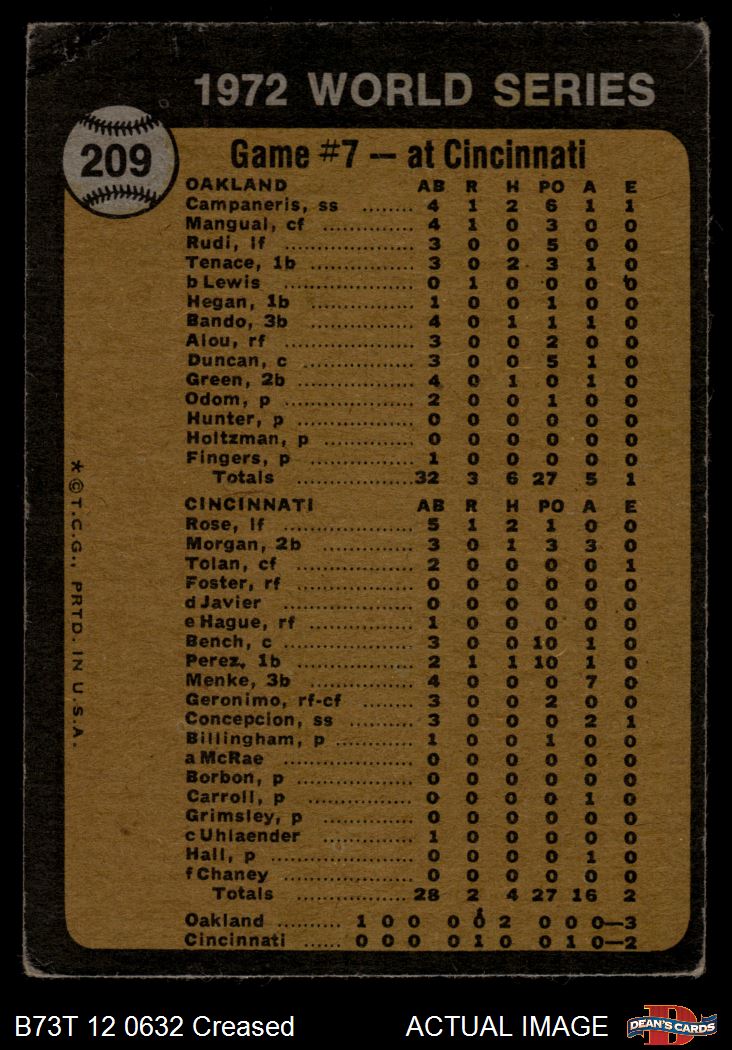 1972 WORLD SERIES
209
Game #7 — at Cincinnati
OAKLAND AB R H PO A E
Campaneris, ss ........ 4 1 2 6 1 1
Mangual, cf ............ 4 1 0 3 0 0
Rudi, lf .................. 3 0 0 5 0 0
Tenace, 1b ............... 3 0 2 3 1 0
b Lewis .................. 0 1 0 0 0 0
Hegan, 1b ............... 1 0 0 1 0 0
Bando, 3b ............... 4 0 1 1 1 0
Alou, rf .................. 3 0 0 2 0 0
Duncan, c ............... 3 0 0 5 1 0
Green, 2b ............... 4 0 1 0 1 0
Odom, p .................. 2 0 0 1 0 0
Hunter, p ............... 0 0 0 0 0 0
Holtzman, p ............ 0 0 0 0 0 0
Fingers, p ............... 1 0 0 0 0 0
Totals .................. 32 3 6 27 5 1
CINCINNATI AB R H PO A E
Rose, lf .................. 5 1 2 1 0 0
Morgan, 2b ............... 3 0 1 3 3 0
Tolan, cf ............... 2 0 0 0 0 1
Foster, rf ............... 0 0 0 0 0 0
d Javier .................. 0 0 0 0 0 0
e Hague, rf ............... 1 0 0 0 0 0
Bench, c ............... 3 0 0 10 1 0
Perez, 1b ............... 2 1 1 10 1 0
Menke, 3b ............... 4 0 0 0 7 0
Geronimo, rf-cf ........ 3 0 0 2 0 0
Concepcion, ss ......... 3 0 0 0 2 1
Billingham, p ............ 1 0 0 1 0 0
a McRae .................. 0 0 0 0 0 0
Borbon, p ............... 0 0 0 0 0 0
Carroll, p ............... 0 0 0 0 1 0
Grimsley, p ............ 0 0 0 0 0 0
c Uhlaender ............ 1 0 0 0 0 0
Hall, p .................. 0 0 0 0 1 0
f Chaney ............... 0 0 0 0 0 0
Totals .................. 28 2 4 27 16 2
Oakland .......... 1 0 0 0 0 2 0 0 0—3
Cincinnati ...... 0 0 0 0 1 0 0 1 0—2
* © T.C.G., PRTD. IN U.S.A.
B73T 12 0632 Creased ACTUAL IMAGE
DEAN'S CARDS